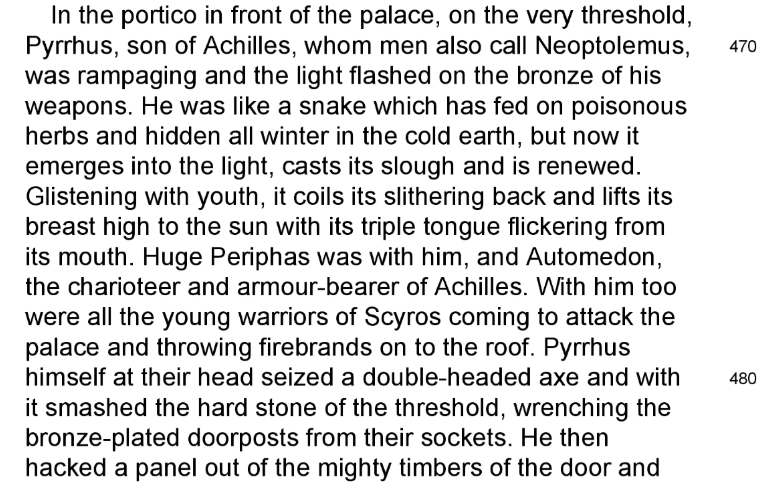 In the portico in front of the palace, on the very threshold,
Pyrrhus, son of Achilles, whom men also call Neoptolemus, 470
was rampaging and the light flashed on the bronze of his
weapons. He was like a snake which has fed on poisonous
herbs and hidden all winter in the cold earth, but now it
emerges into the light, casts its slough and is renewed.
Glistening with youth, it coils its slithering back and lifts its
breast high to the sun with its triple tongue flickering from
its mouth. Huge Periphas was with him, and Automedon,
the charioteer and armour-bearer of Achilles. With him too
were all the young warriors of Scyros coming to attack the
palace and throwing firebrands on to the roof. Pyrrhus
himself at their head seized a double-headed axe and with 480
it smashed the hard stone of the threshold, wrenching the
bronze-plated doorposts from their sockets. He then
hacked a panel out of the mighty timbers of the door and